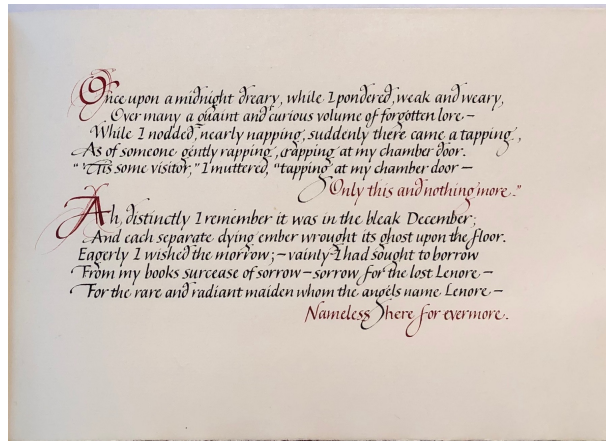 Once upon a midnight dreary, while I pondered, weak and weary,
Over many a quaint and curious volume of forgotten lore –
While I nodded, nearly napping, suddenly there came a tapping,
As of someone gently rapping, rapping at my chamber door.
“'Tis some visitor,” I muttered, “tapping at my chamber door –
Only this and nothing more.”
Ah, distinctly I remember it was in the bleak December;
And each separate dying ember wrought its ghost upon the floor.
Eagerly I wished the morrow; – vainly I had sought to borrow
From my books surcease of sorrow – sorrow for the lost Lenore –
For the rare and radiant maiden whom the angels name Lenore –
Nameless here for evermore.